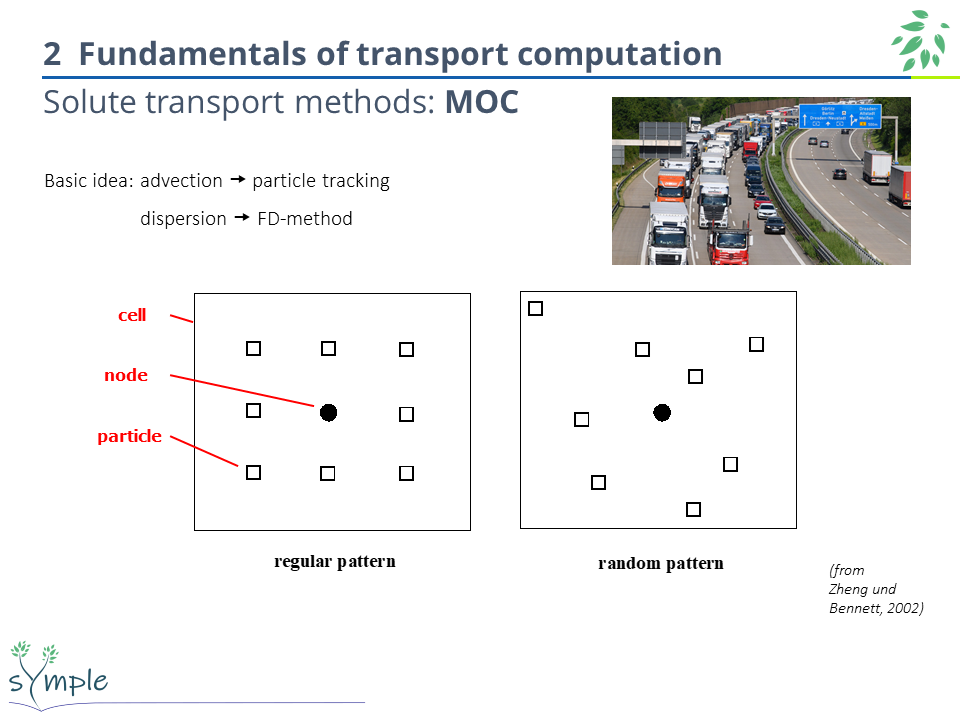 2 Fundamentals of transport computation
Solute transport methods: MOC
Basic idea: advection → particle tracking
dispersion → FD-method
cell
node
particle
regular pattern
random pattern
(from
Zheng und
Bennett, 2002)
sYmple